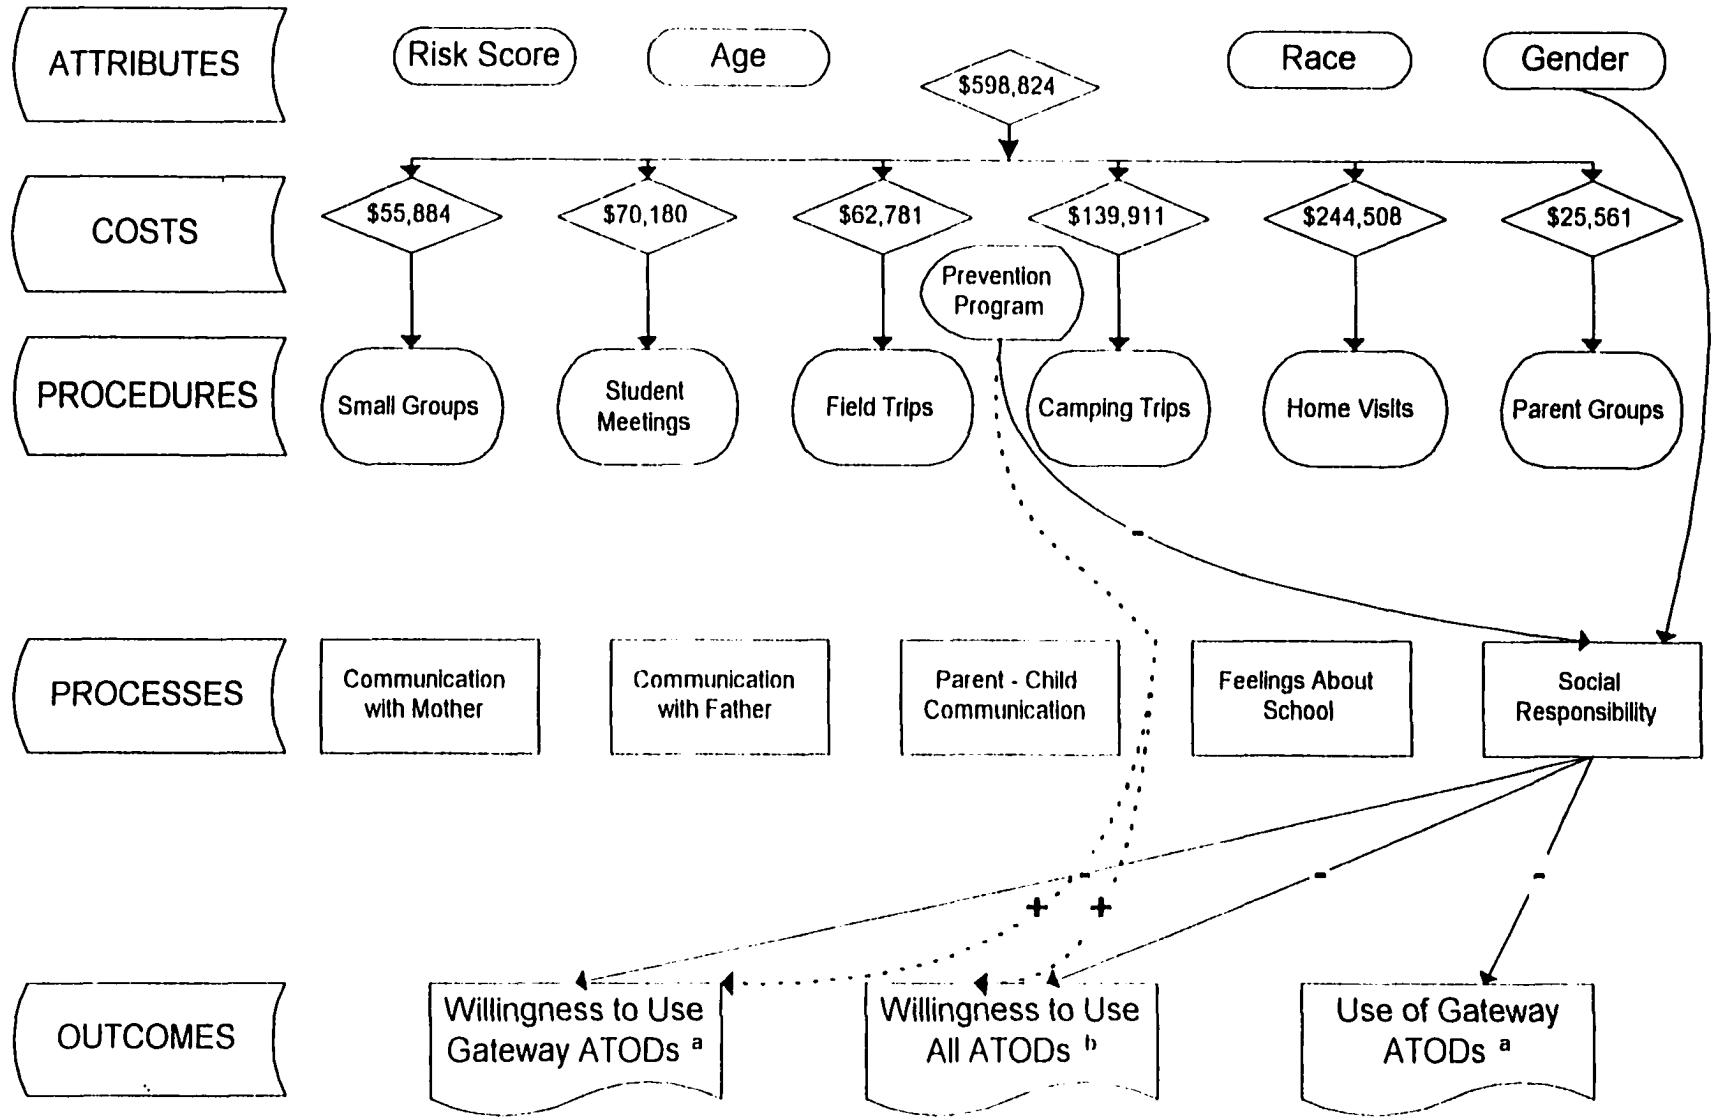 ATTRIBUTES
Risk Score
Age
$598,824
Race
Gender
COSTS
$55,884
$70,180
$62,781
$139,911
$244,508
$25,561
Prevention
Program
PROCEDURES
Small Groups
Student
Meetings
Field Trips
Camping Trips
Home Visits
Parent Groups
-
PROCESSES
Communication
with Mother
Communication
with Father
Parent - Child
Communication
Feelings About
School
Social
Responsibility
-
-
-
+
+
OUTCOMES
Willingness to Use
Gateway ATODs a
Willingness to Use
All ATODs b
Use of Gateway
ATODs a